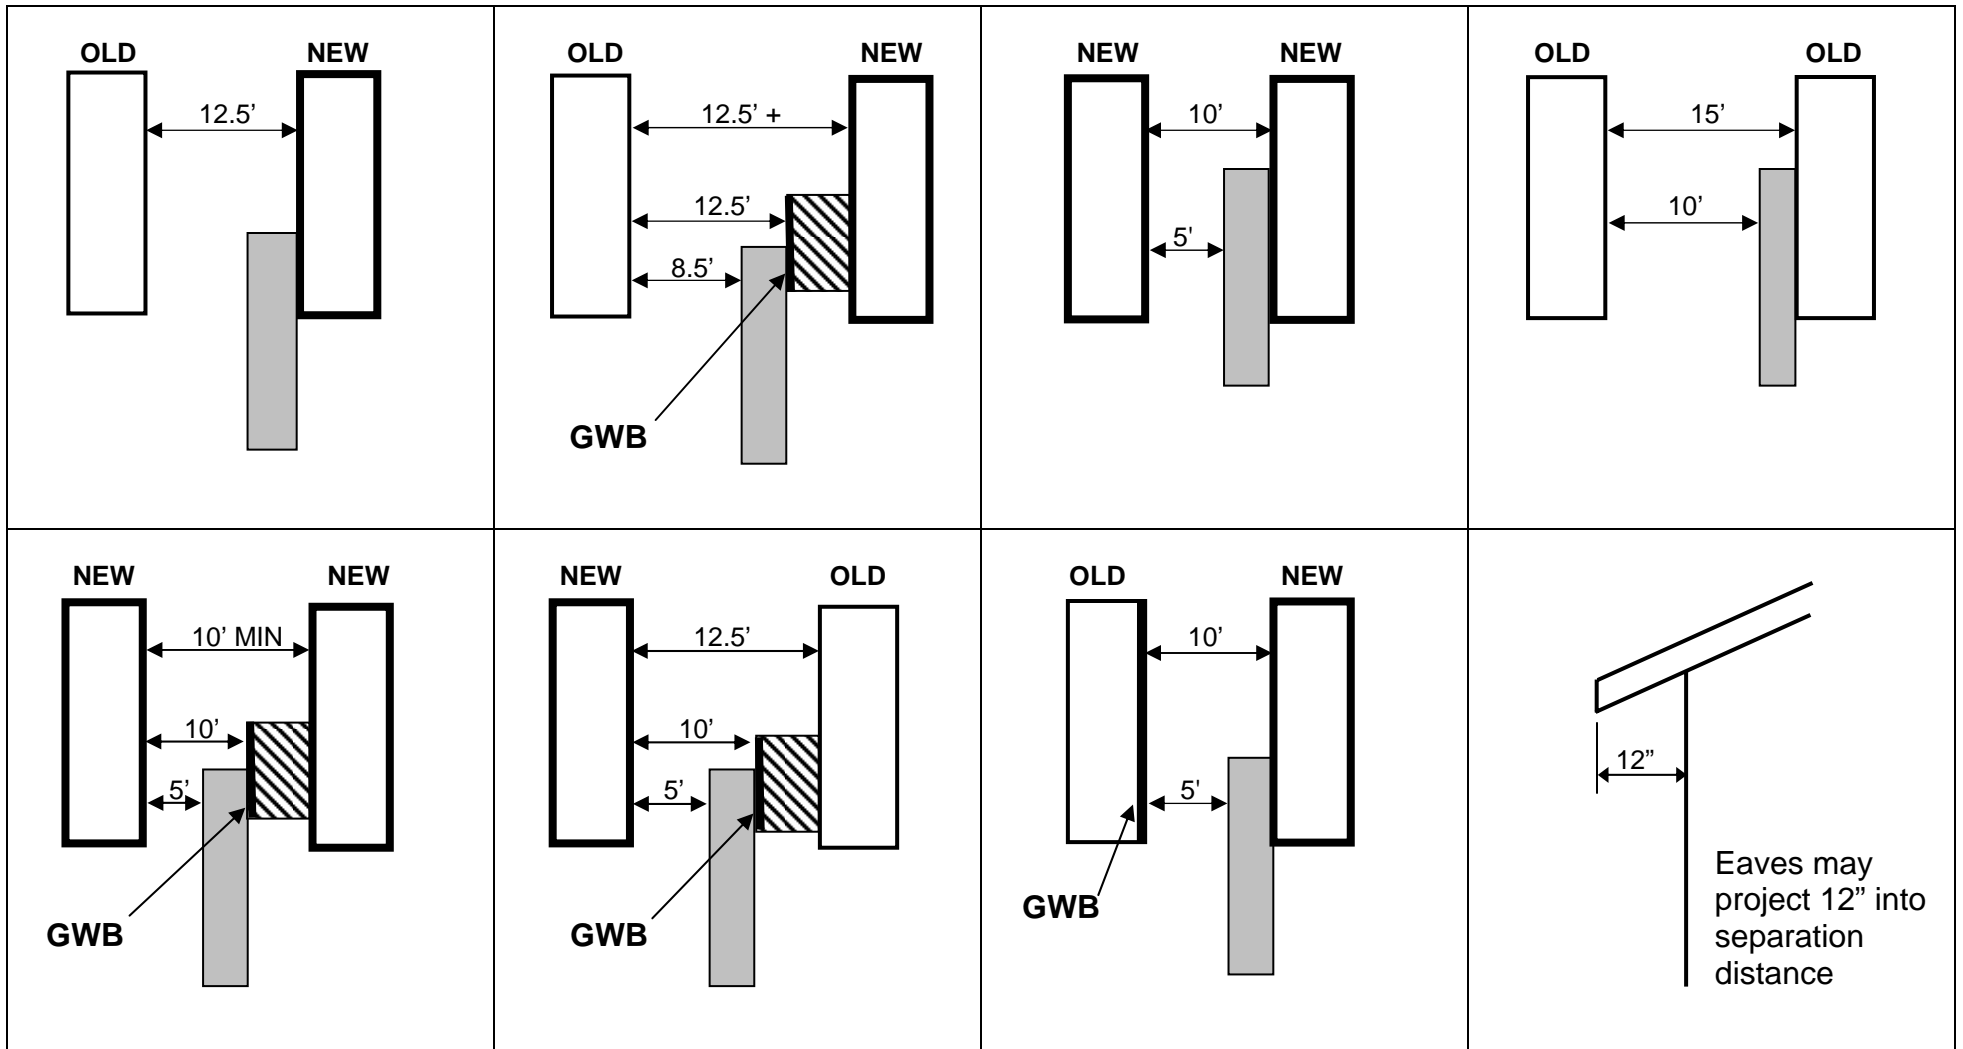 OLD NEW
12.5’
OLD NEW
12.5’ +
12.5’
8.5’
GWB
NEW NEW
10’
5'
OLD OLD
15’
10’
NEW NEW
10’ MIN
10’
5’
GWB
NEW OLD
12.5’
10’
5’
GWB
OLD NEW
10’
5'
GWB
12”
Eaves may
project 12” into
separation
distance